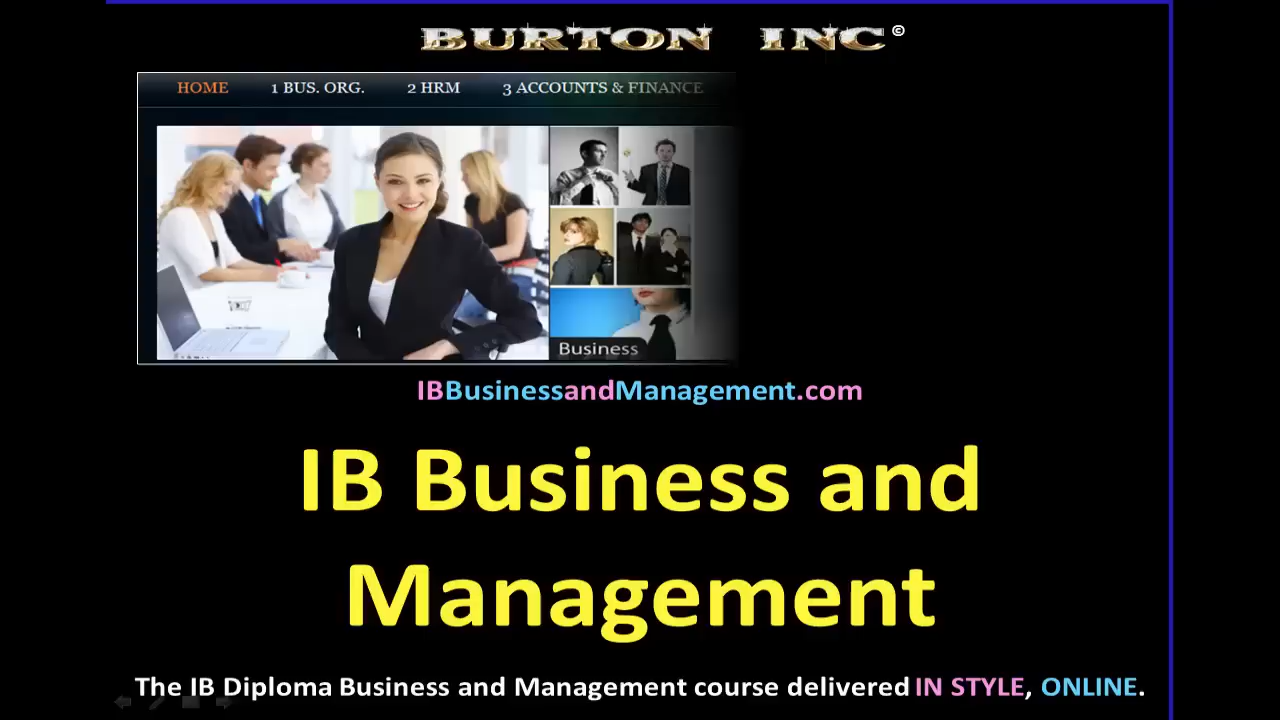 BURTON INC©
HOME 1 BUS. ORG. 2 HRM 3 ACCOUNTS & FINANCE
Business
IBBusinessandManagement.com
IB Business and
Management
The IB Diploma Business and Management course delivered IN STYLE, ONLINE.